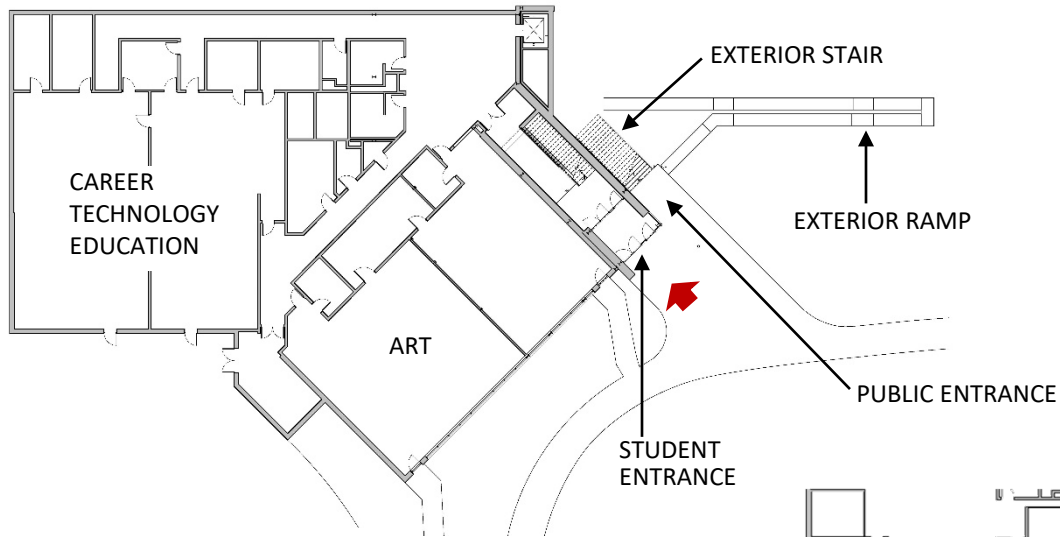 EXTERIOR STAIR
CAREER
TECHNOLOGY
EDUCATION
EXTERIOR RAMP
ART
PUBLIC ENTRANCE
STUDENT
ENTRANCE